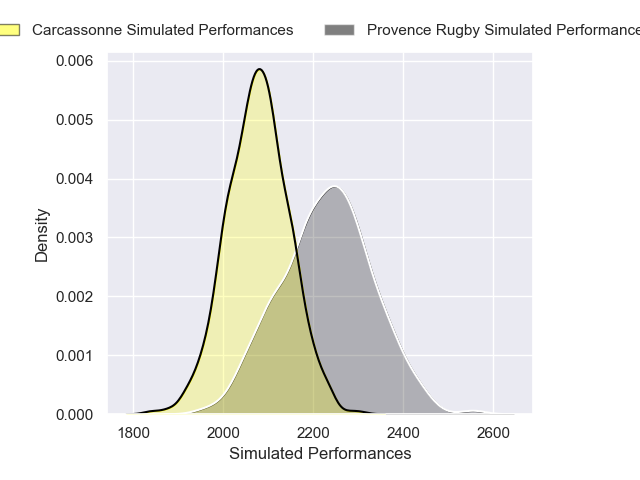 Carcassonne Simulated Performances
Provence Rugby Simulated Performance
0.006
0.005
0.004
0.003
0.002
0.001
0.000
Density
1800 2000 2200 2400 2600
Simulated Performances